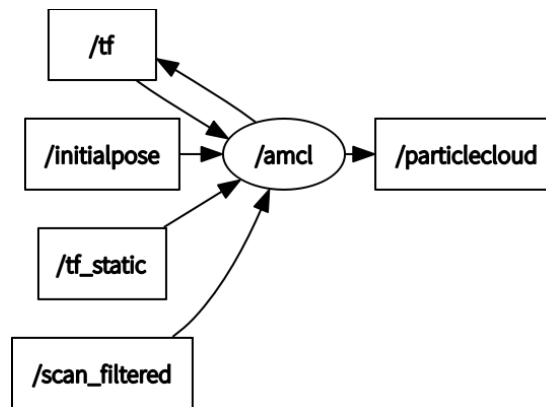 /tf
/initialpose
/amcl
/particlecloud
/tf_static
/scan_filtered